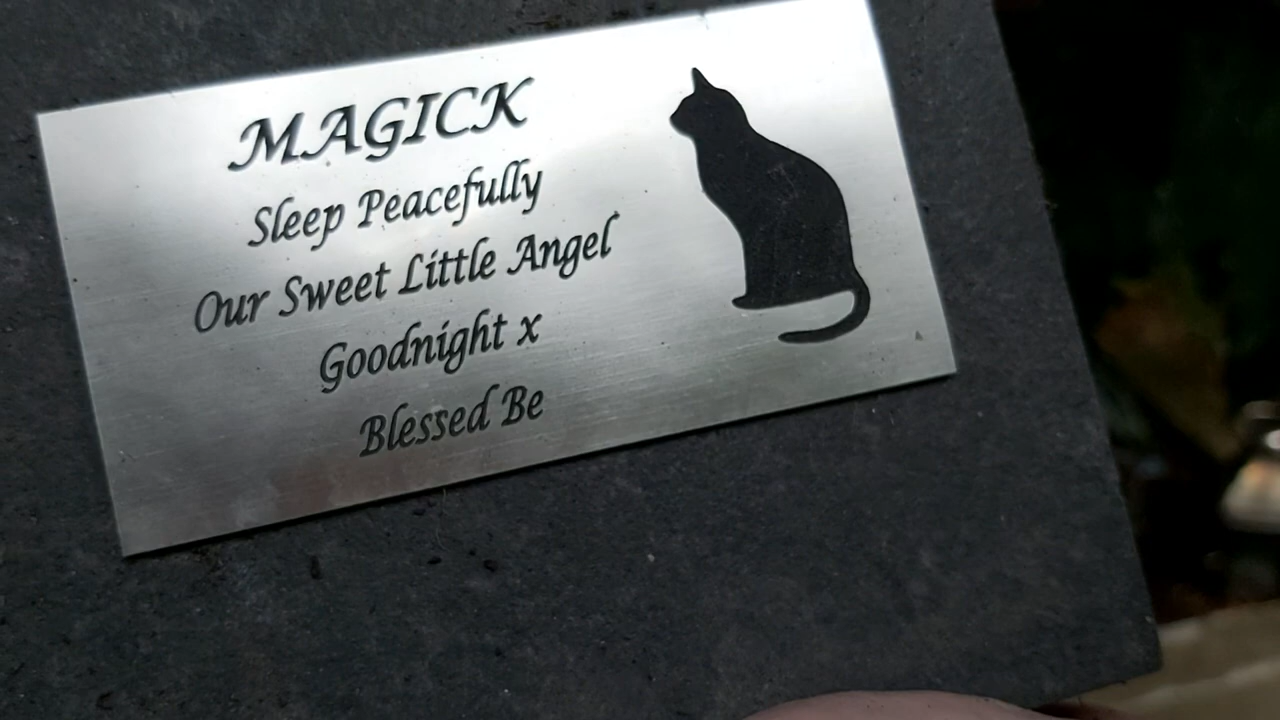 MAGICK
Sleep Peacefully
Our Sweet Little Angel
Goodnight x
Blessed Be